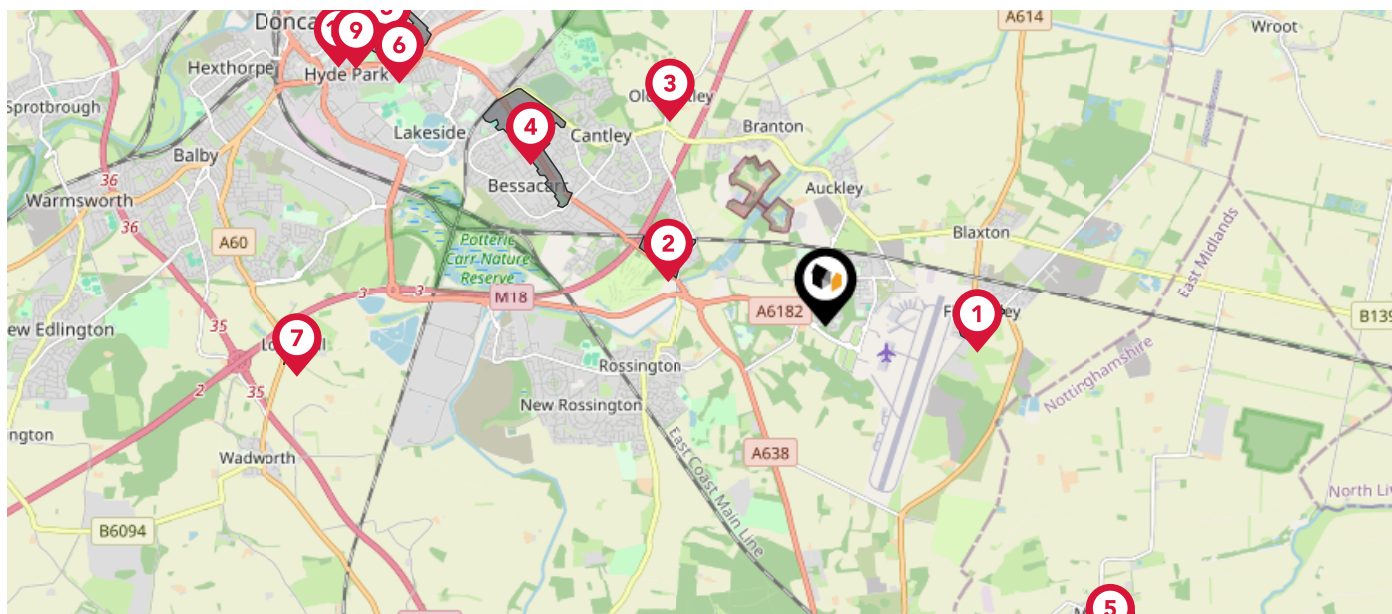 A614
Wroot
Donca
9
6
Hexthorpe
Hyde Park
3
Sprotbrough
Lakeside
4
Cantley
Branton
Balby
36
Bessacarr
Auckley
Warmsworth
36
A60
Potteric
Carr Nature
Reserve
2
Blaxton
East Midlands
3
3
M18
A6182
1
B139
ew Edlington
35
7
Rossington
Nottinghamshire
2
35
New Rossington
ngton
Wadworth
East Coast Main Line
A638
North Liv
B6094
5